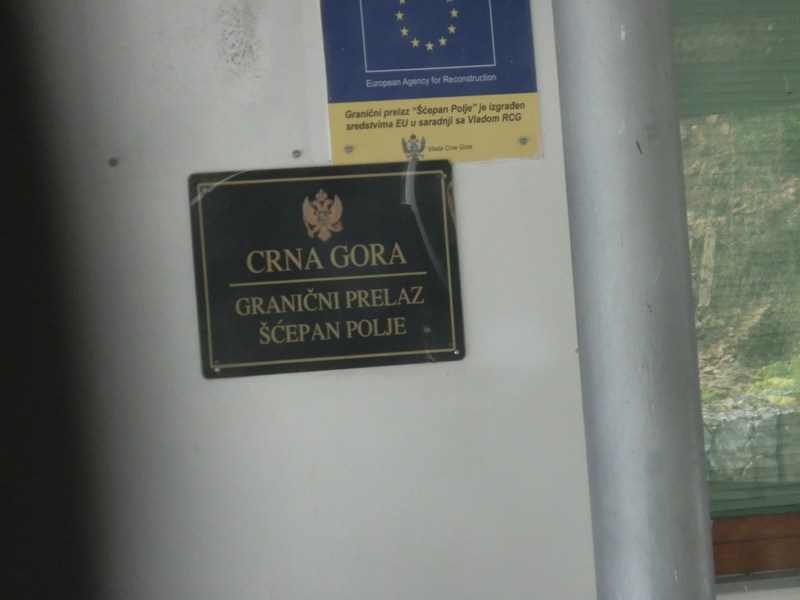 European Agency for Reconstruction
Granični prelaz "Šćepan Polje" je izgrađen
sredstvima EU u saradnji sa Vladom RCG
Vlada Crne Gore
CRNA GORA
GRANIČNI PRELAZ
ŠĆEPAN POLJE